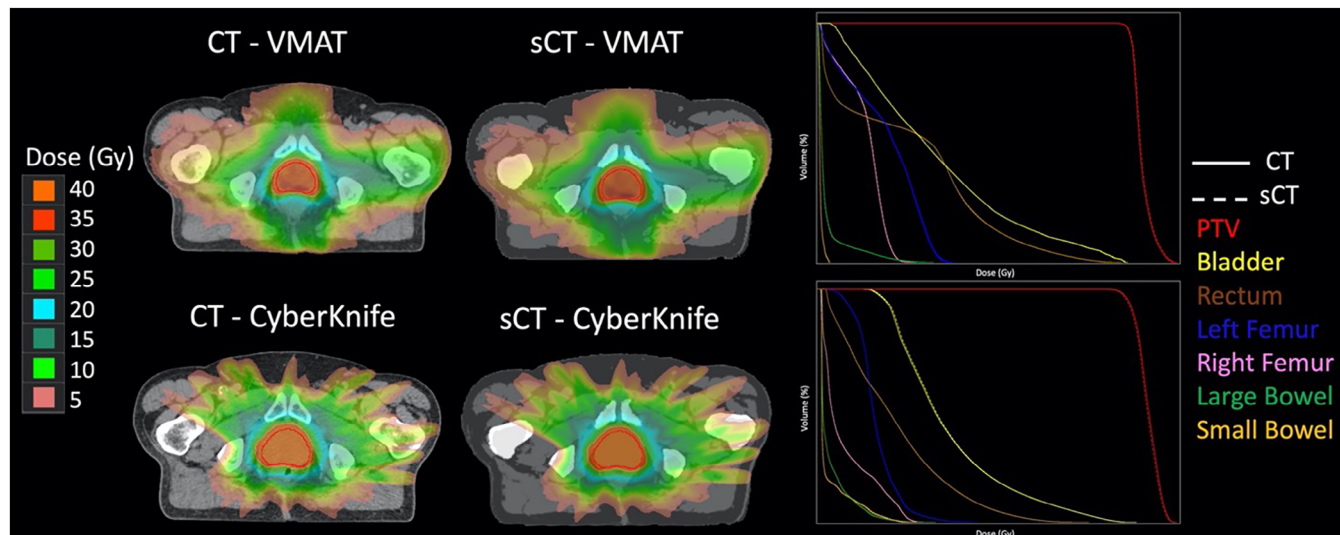 CT - VMAT
sCT - VMAT
Dose (Gy)
40
35
30
25
20
15
10
5
CT - CyberKnife
sCT - CyberKnife
Volume (%)
Dose (Gy)
Volume (%)
Dose (Gy)
CT
sCT
PTV
Bladder
Rectum
Left Femur
Right Femur
Large Bowel
Small Bowel